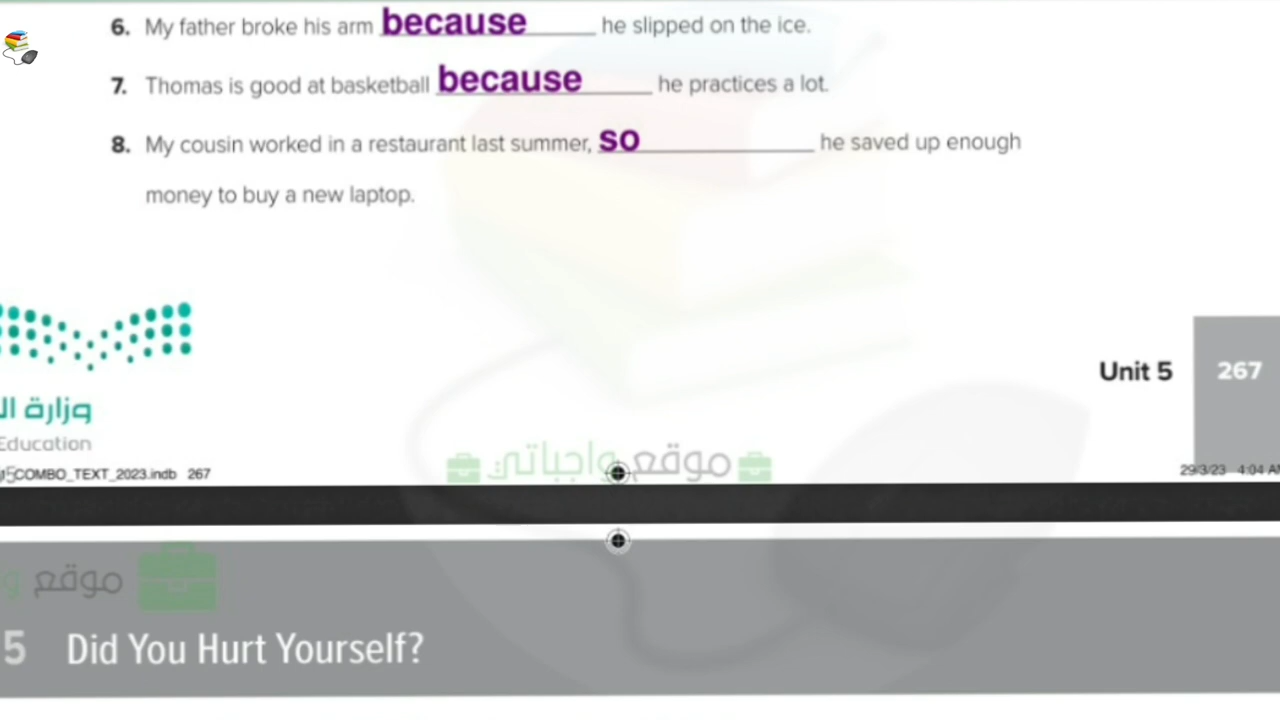 6. My father broke his arm because he slipped on the ice.
7. Thomas is good at basketball because he practices a lot.
8. My cousin worked in a restaurant last summer, so he saved up enough
money to buy a new laptop.
وزارة
Education
Unit 5 267
COMBO_TEXT_2023.indb 267
موقع واجباتي
29/3/23 4:04
موقع
5 Did You Hurt Yourself?